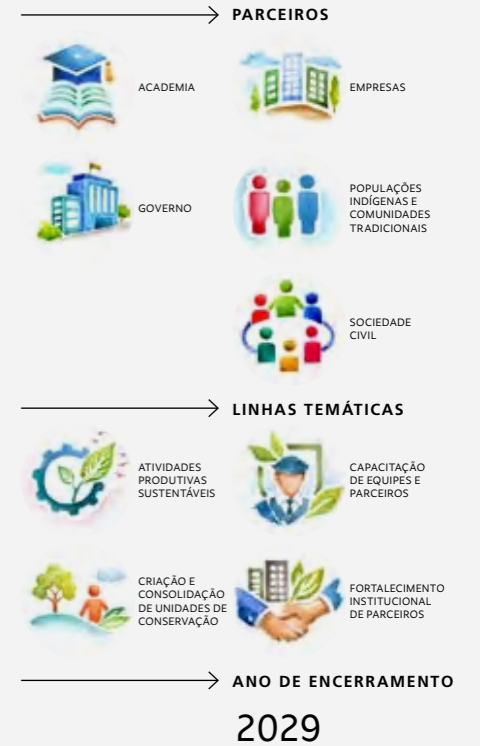 PARCEIROS
ACADEMIA
EMPRESAS
GOVERNO
POPULAÇÕES
INDÍGENAS E
COMUNIDADES
TRADICIONAIS
SOCIEDADE
CIVIL
LINHAS TEMÁTICAS
ATIVIDADES
PRODUTIVAS
SUSTENTÁVEIS
CAPACITAÇÃO
DE EQUIPES E
PARCEIROS
CRIAÇÃO E
CONSOLIDAÇÃO
DE UNIDADES DE
CONSERVAÇÃO
FORTALECIMENTO
INSTITUCIONAL
DE PARCEIROS
ANO DE ENCERRAMENTO
2029